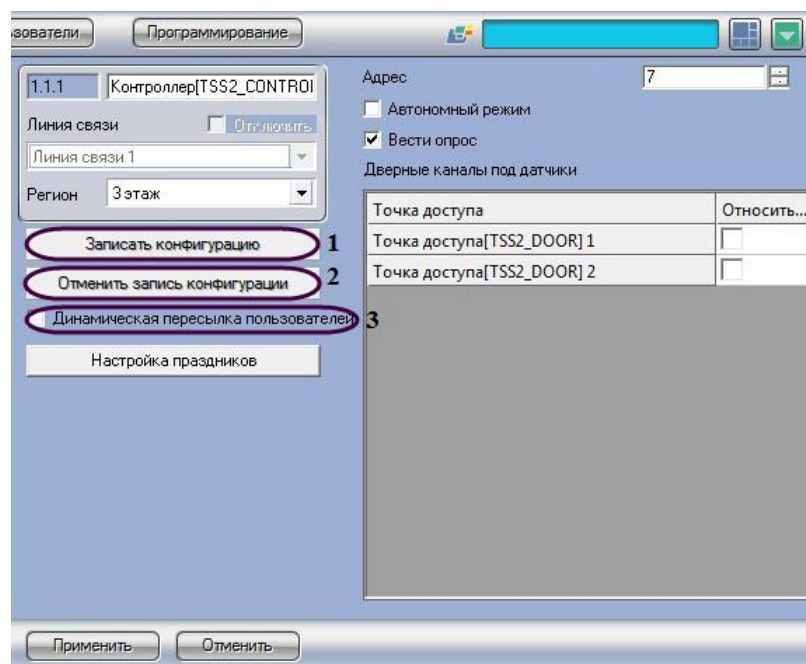 зователи
Программирование
1.1.1
Контроллер[TSS2_CONTROI
Линия связи
Отключить
Линия связи 1
Регион
3 этаж
Записать конфигурацию
1
Отменить запись конфигурации
2
Динамическая пересылка пользователей
3
Настройка праздников
Адрес
7
Автономный режим
Вести опрос
Дверные каналы под датчики
Точка доступа
Относить...
Точка доступа[TSS2_DOOR] 1
Точка доступа[TSS2_DOOR] 2
Применить
Отменить